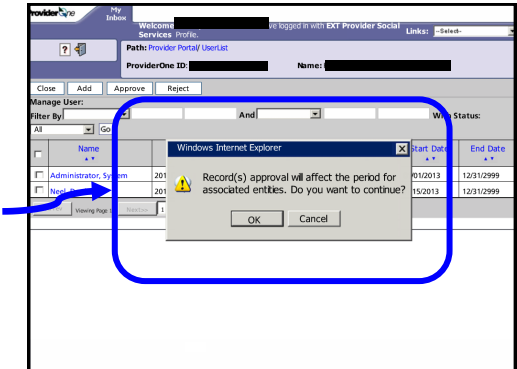 ProviderOne
My
Inbox
Welcome
ve logged in with EXT Provider Social
Services Profile.
Links: --Select--
Path: Provider Portal/ UserList
ProviderOne ID:
Name:
Close Add Approve Reject
Manage User:
Filter By And With Status:
All Go
Name Start Date End Date
Administrator, System 201 /01/2013 12/31/2999
201 15/2013 12/31/2999
Viewing Page 1 1
Windows Internet Explorer
Record(s) approval will affect the period for
associated entities. Do you want to continue?
OK Cancel